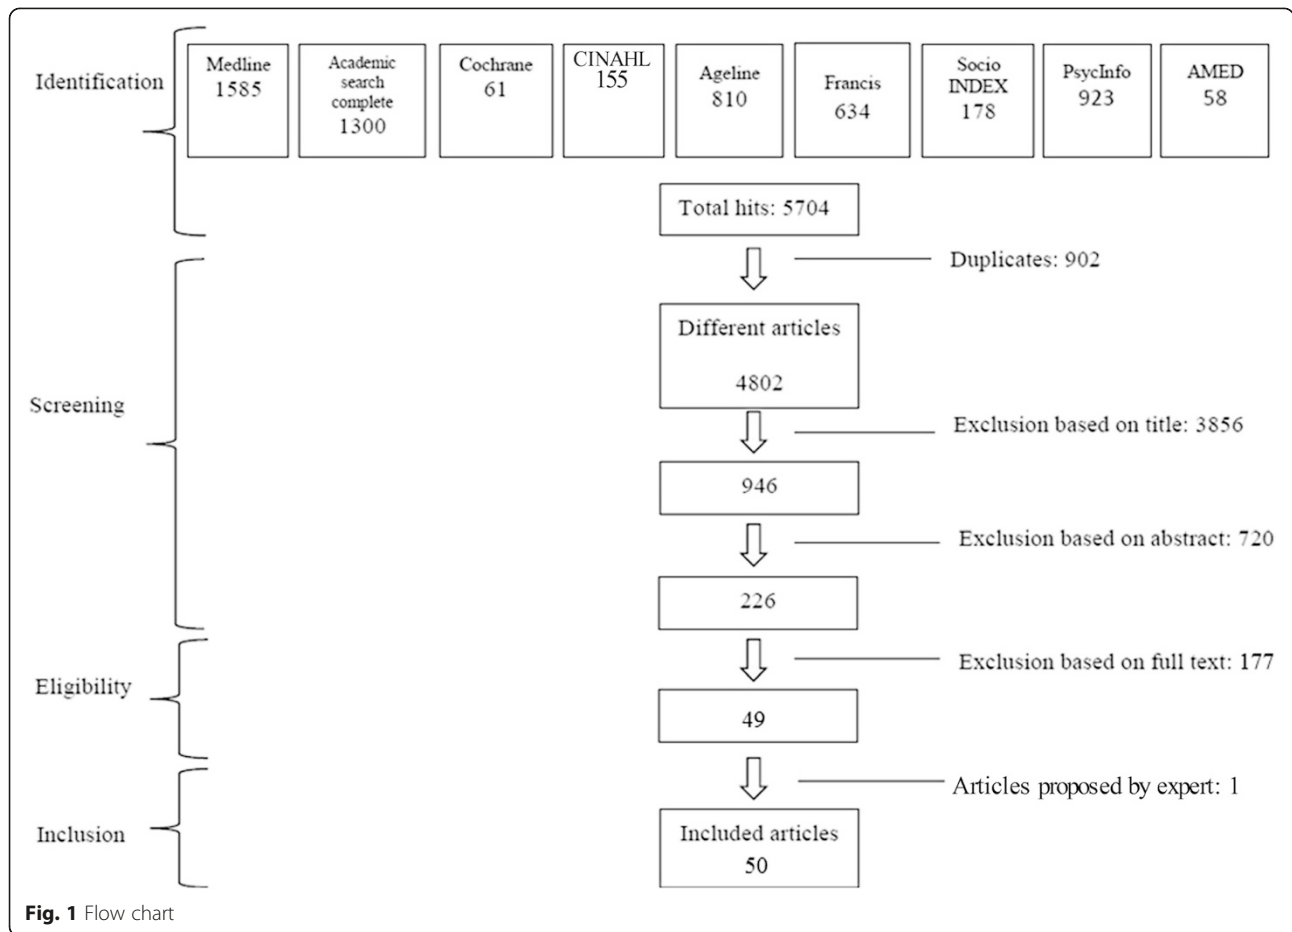 Identification
Medline
1585
Academic
search
complete
1300
Cochrane
61
CINAHL
155
Ageline
810
Francis
634
Socio
INDEX
178
PsycInfo
923
AMED
58
Total hits: 5704
Duplicates: 902
Screening
Different articles
4802
Exclusion based on title: 3856
946
Exclusion based on abstract: 720
226
Eligibility
Exclusion based on full text: 177
49
Inclusion
Articles proposed by expert: 1
Included articles
50
Fig. 1 Flow chart